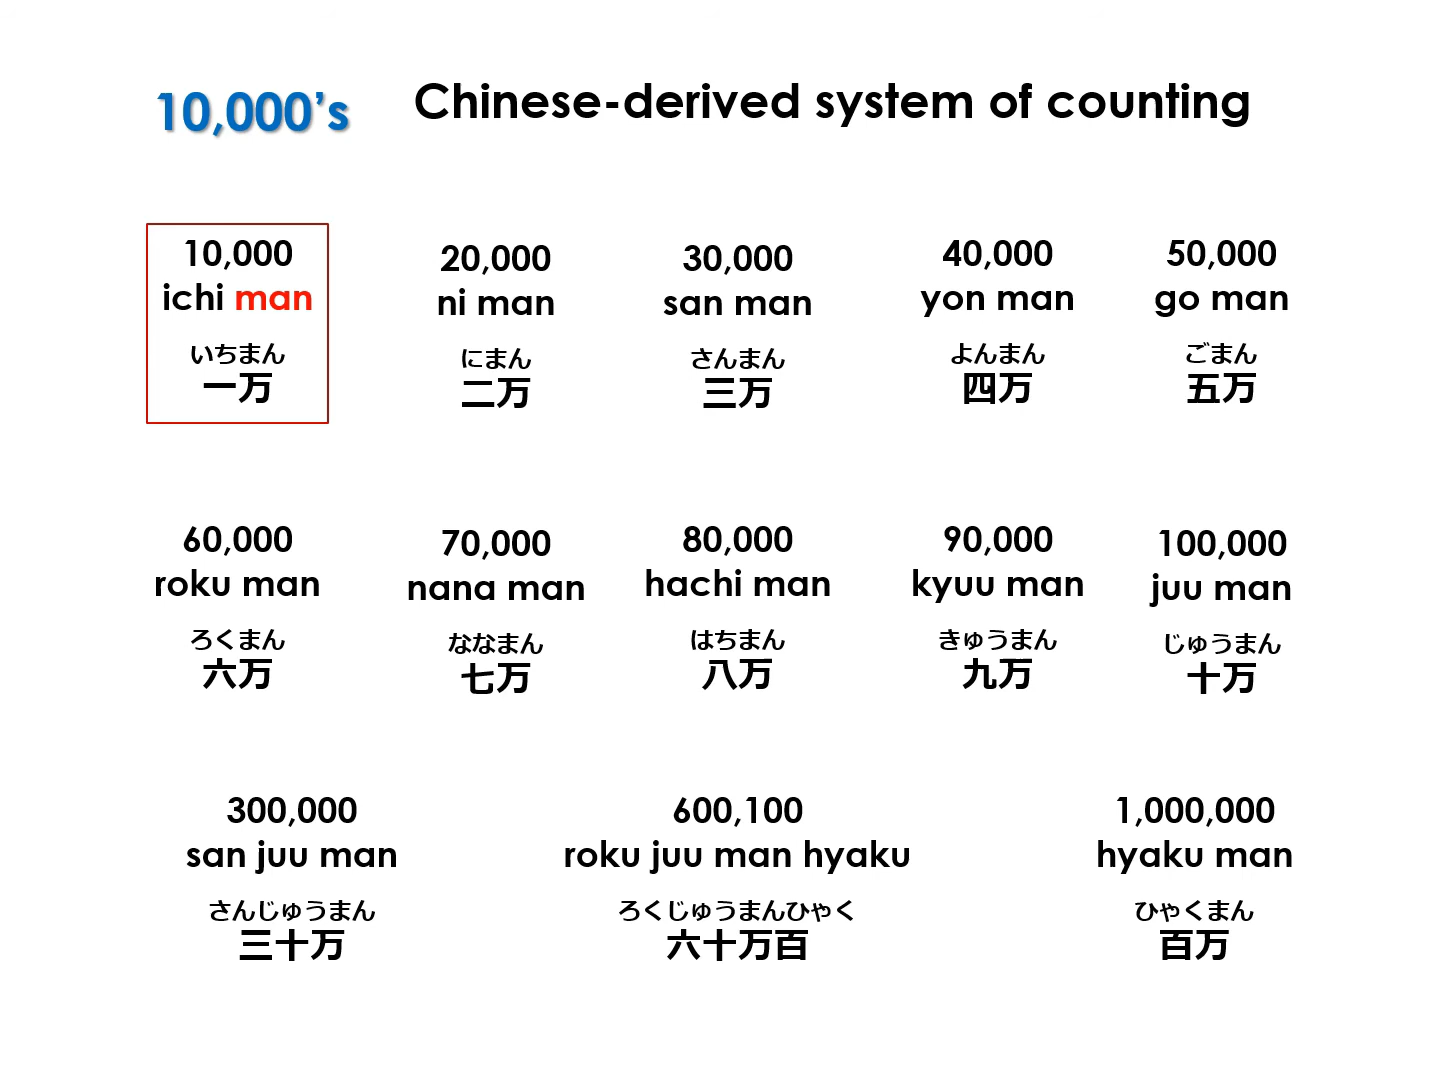 10,000’s
Chinese-derived system of counting
10,000
ichi man
いちまん
一万
20,000
ni man
にまん
二万
30,000
san man
さんまん
三万
40,000
yon man
よんまん
四万
50,000
go man
ごまん
五万
60,000
roku man
ろくまん
六万
70,000
nana man
ななまん
七万
80,000
hachi man
はちまん
八万
90,000
kyuu man
きゅうまん
九万
100,000
juu man
じゅうまん
十万
300,000
san juu man
さんじゅうまん
三十万
600,100
roku juu man hyaku
ろくじゅうまんひゃく
六十万百
1,000,000
hyaku man
ひゃくまん
百万